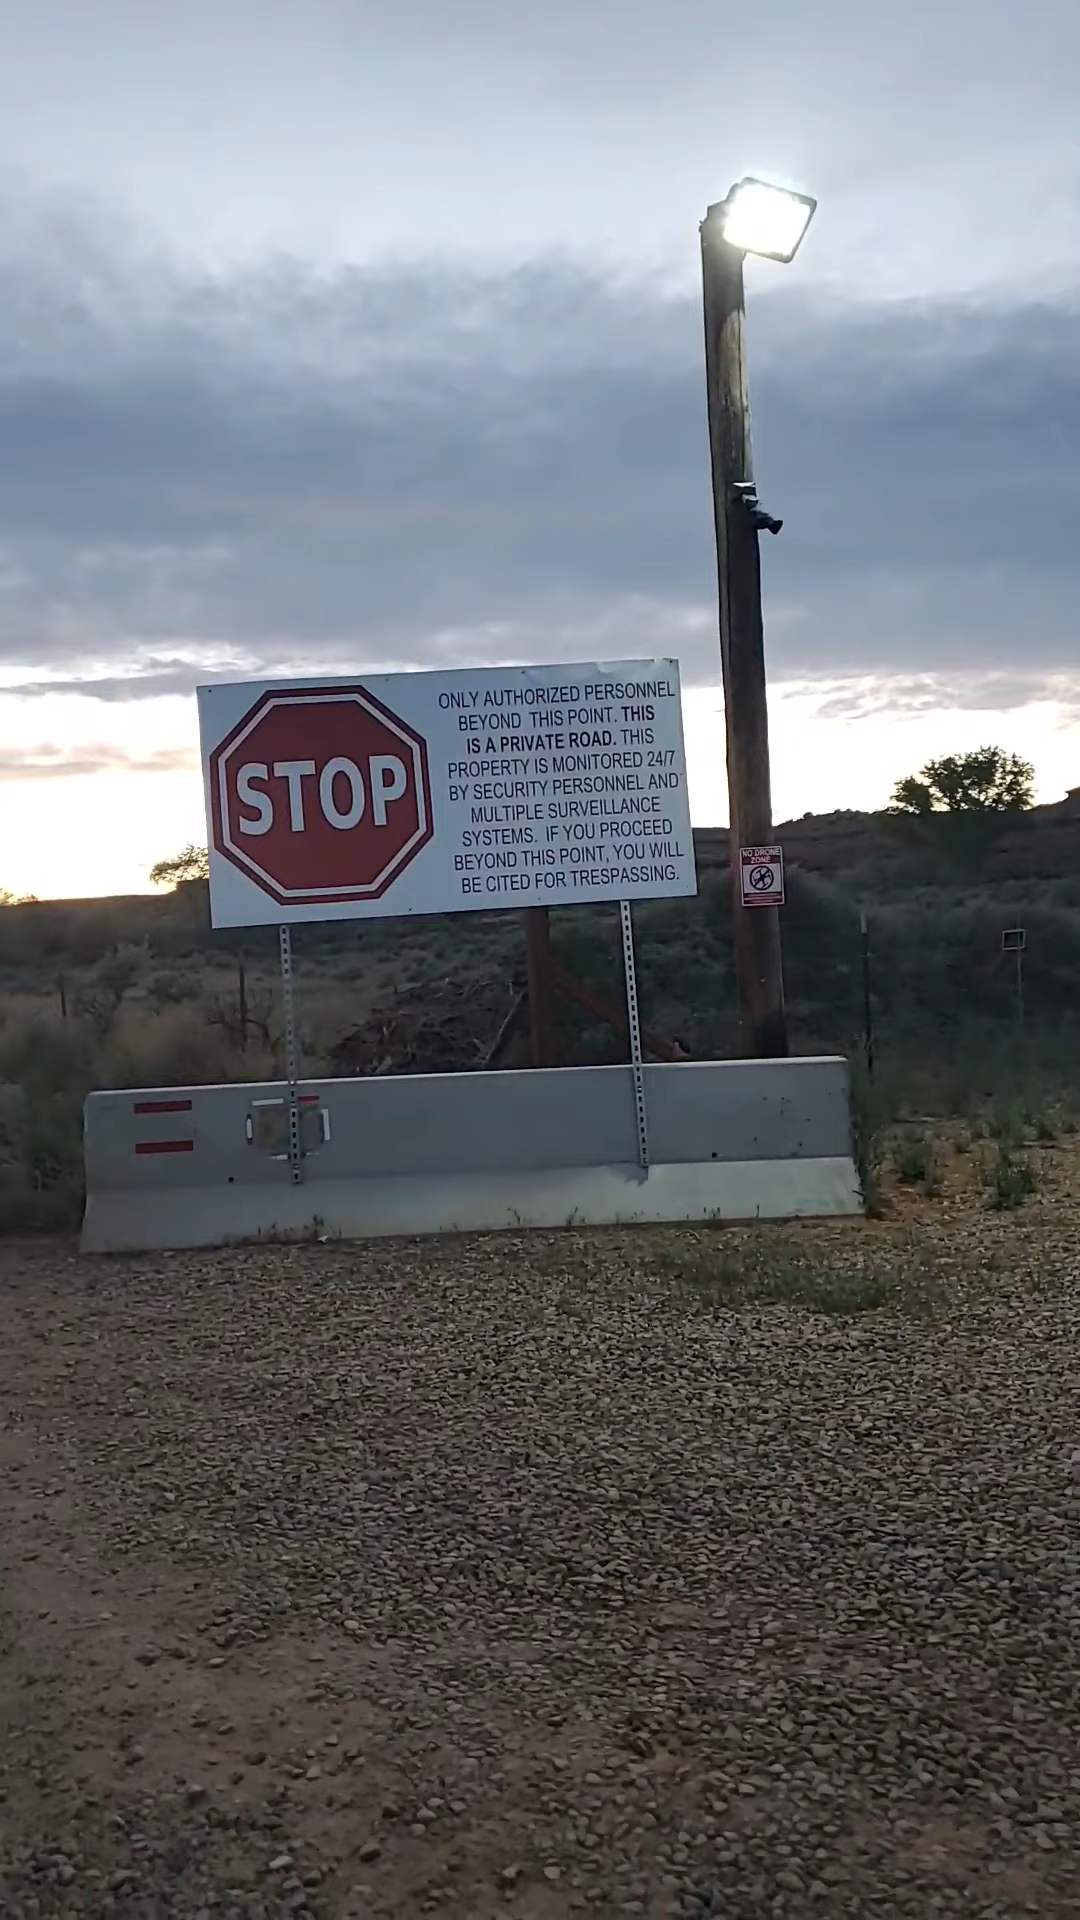 STOP
ONLY AUTHORIZED PERSONNEL
BEYOND THIS POINT. THIS
IS A PRIVATE ROAD. THIS
PROPERTY IS MONITORED 24/7
BY SECURITY PERSONNEL AND
MULTIPLE SURVEILLANCE
SYSTEMS. IF YOU PROCEED
BEYOND THIS POINT, YOU WILL
BE CITED FOR TRESPASSING.
NO DRONE
ZONE